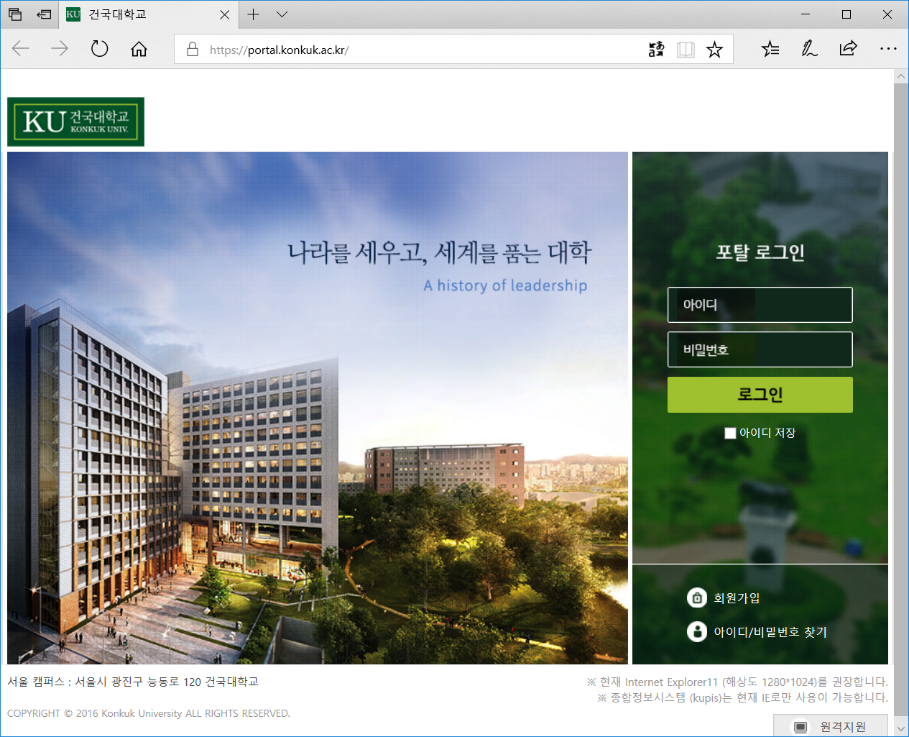 KU 건국대학교
https://portal.konkuk.ac.kr/
KU 건국대학교
KONKUK UNIV.
나라를 세우고, 세계를 품는 대학
A history of leadership
포탈 로그인
아이디
비밀번호
로그인
아이디 저장
회원가입
아이디/비밀번호 찾기
서울 캠퍼스 : 서울시 광진구 능동로 120 건국대학교
※ 현재 Internet Explorer11 (해상도 1280*1024)를 권장합니다.
※ 종합정보시스템 (kupis)는 현재 IE로만 사용이 가능합니다.
COPYRIGHT © 2016 Konkuk University ALL RIGHTS RESERVED.
원격지원